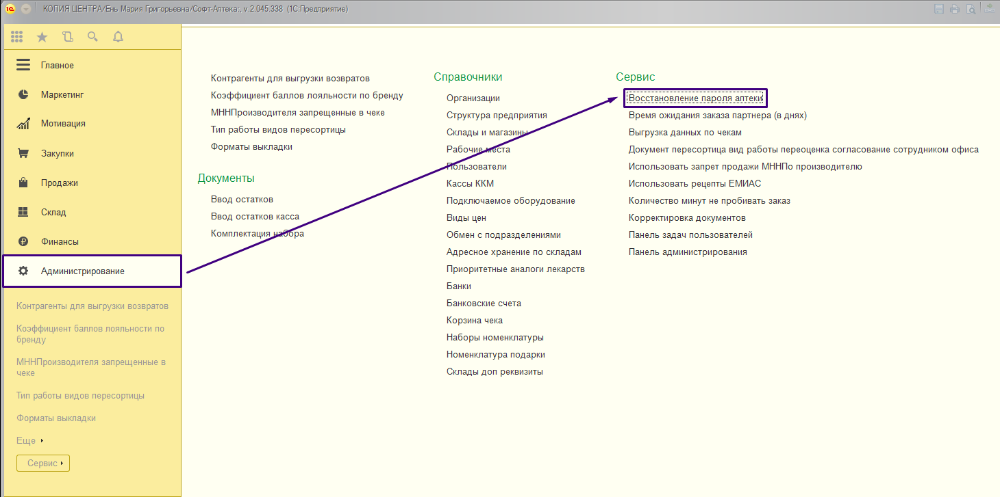 КОПИЯ ЦЕНТРА/Ень Мария Григорьевна/Софт-Аптека:, v.2.045.338 (1С:Предприятие)
Главное
Маркетинг
Мотивация
Закупки
Продажи
Склад
Финансы
Администрирование
Контрагенты для выгрузки возвратов
Коэффициент баллов лояльности по
бренду
МННПроизводителя запрещенные в
чеке
Тип работы видов пересортицы
Форматы выкладки
Еще
Сервис
Контрагенты для выгрузки возвратов
Коэффициент баллов лояльности по бренду
МННПроизводителя запрещенные в чеке
Тип работы видов пересортицы
Форматы выкладки
Документы
Ввод остатков
Ввод остатков касса
Комплектация набора
Справочники
Организации
Структура предприятия
Склады и магазины
Рабочие места
Пользователи
Кассы ККМ
Подключаемое оборудование
Виды цен
Обмен с подразделениями
Адресное хранение по складам
Приоритетные аналоги лекарств
Банки
Банковские счета
Корзина чека
Наборы номенклатуры
Номенклатура подарки
Склады доп реквизиты
Сервис
Восстановление пароля аптеки
Время ожидания заказа партнера (в днях)
Выгрузка данных по чекам
Документ пересортица вид работы переоценка согласование сотрудником офиса
Использовать запрет продажи МННПо производителю
Использовать рецепты ЕМИАС
Количество минут не пробивать заказ
Корректировка документов
Панель задач пользователей
Панель администрирования